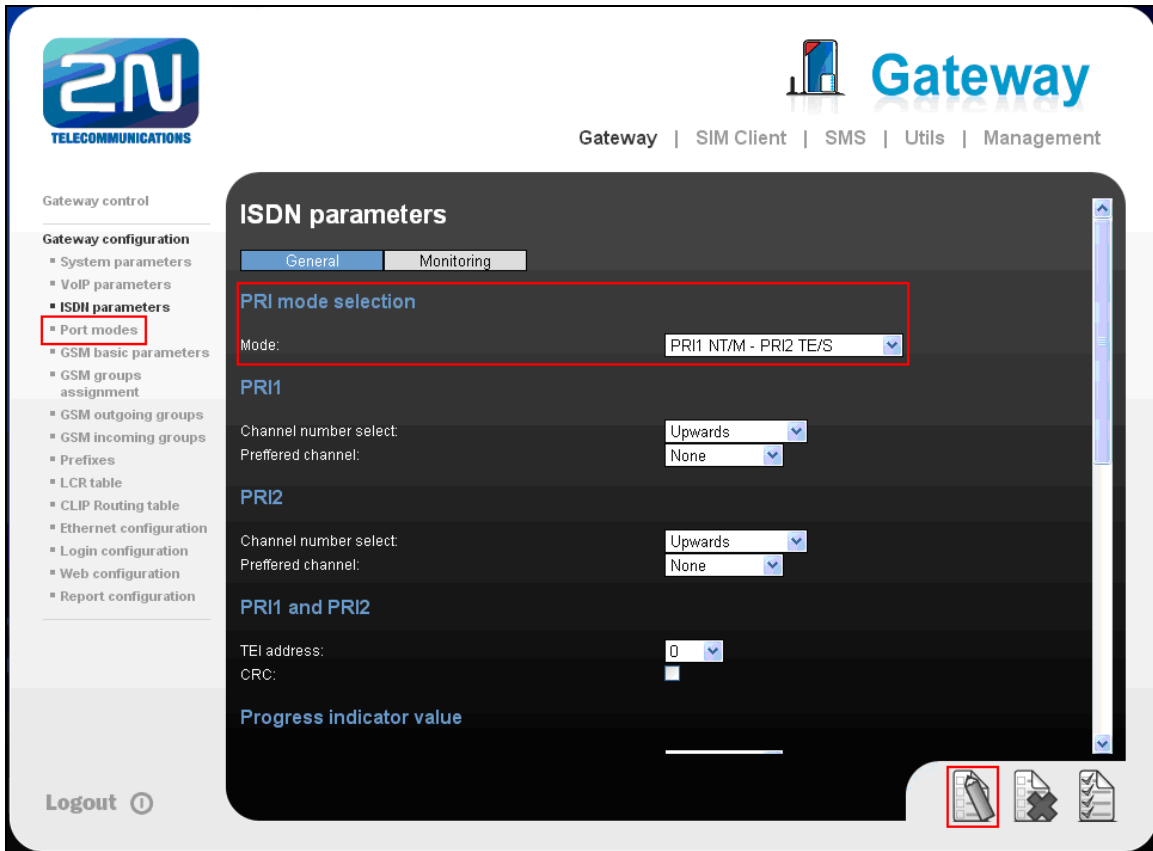 2N
TELECOMMUNICATIONS
Gateway
Gateway | SIM Client | SMS | Utils | Management
Gateway control
Gateway configuration
System parameters
VoIP parameters
ISDN parameters
Port modes
GSM basic parameters
GSM groups
assignment
GSM outgoing groups
GSM incoming groups
Prefixes
LCR table
CLIP Routing table
Ethernet configuration
Login configuration
Web configuration
Report configuration
Logout
ISDN parameters
General Monitoring
PRI mode selection
Mode: PRI1 NT/M - PRI2 TE/S
PRI1
Channel number select: Upwards
Preffered channel: None
PRI2
Channel number select: Upwards
Preffered channel: None
PRI1 and PRI2
TEI address: 0
CRC:
Progress indicator value